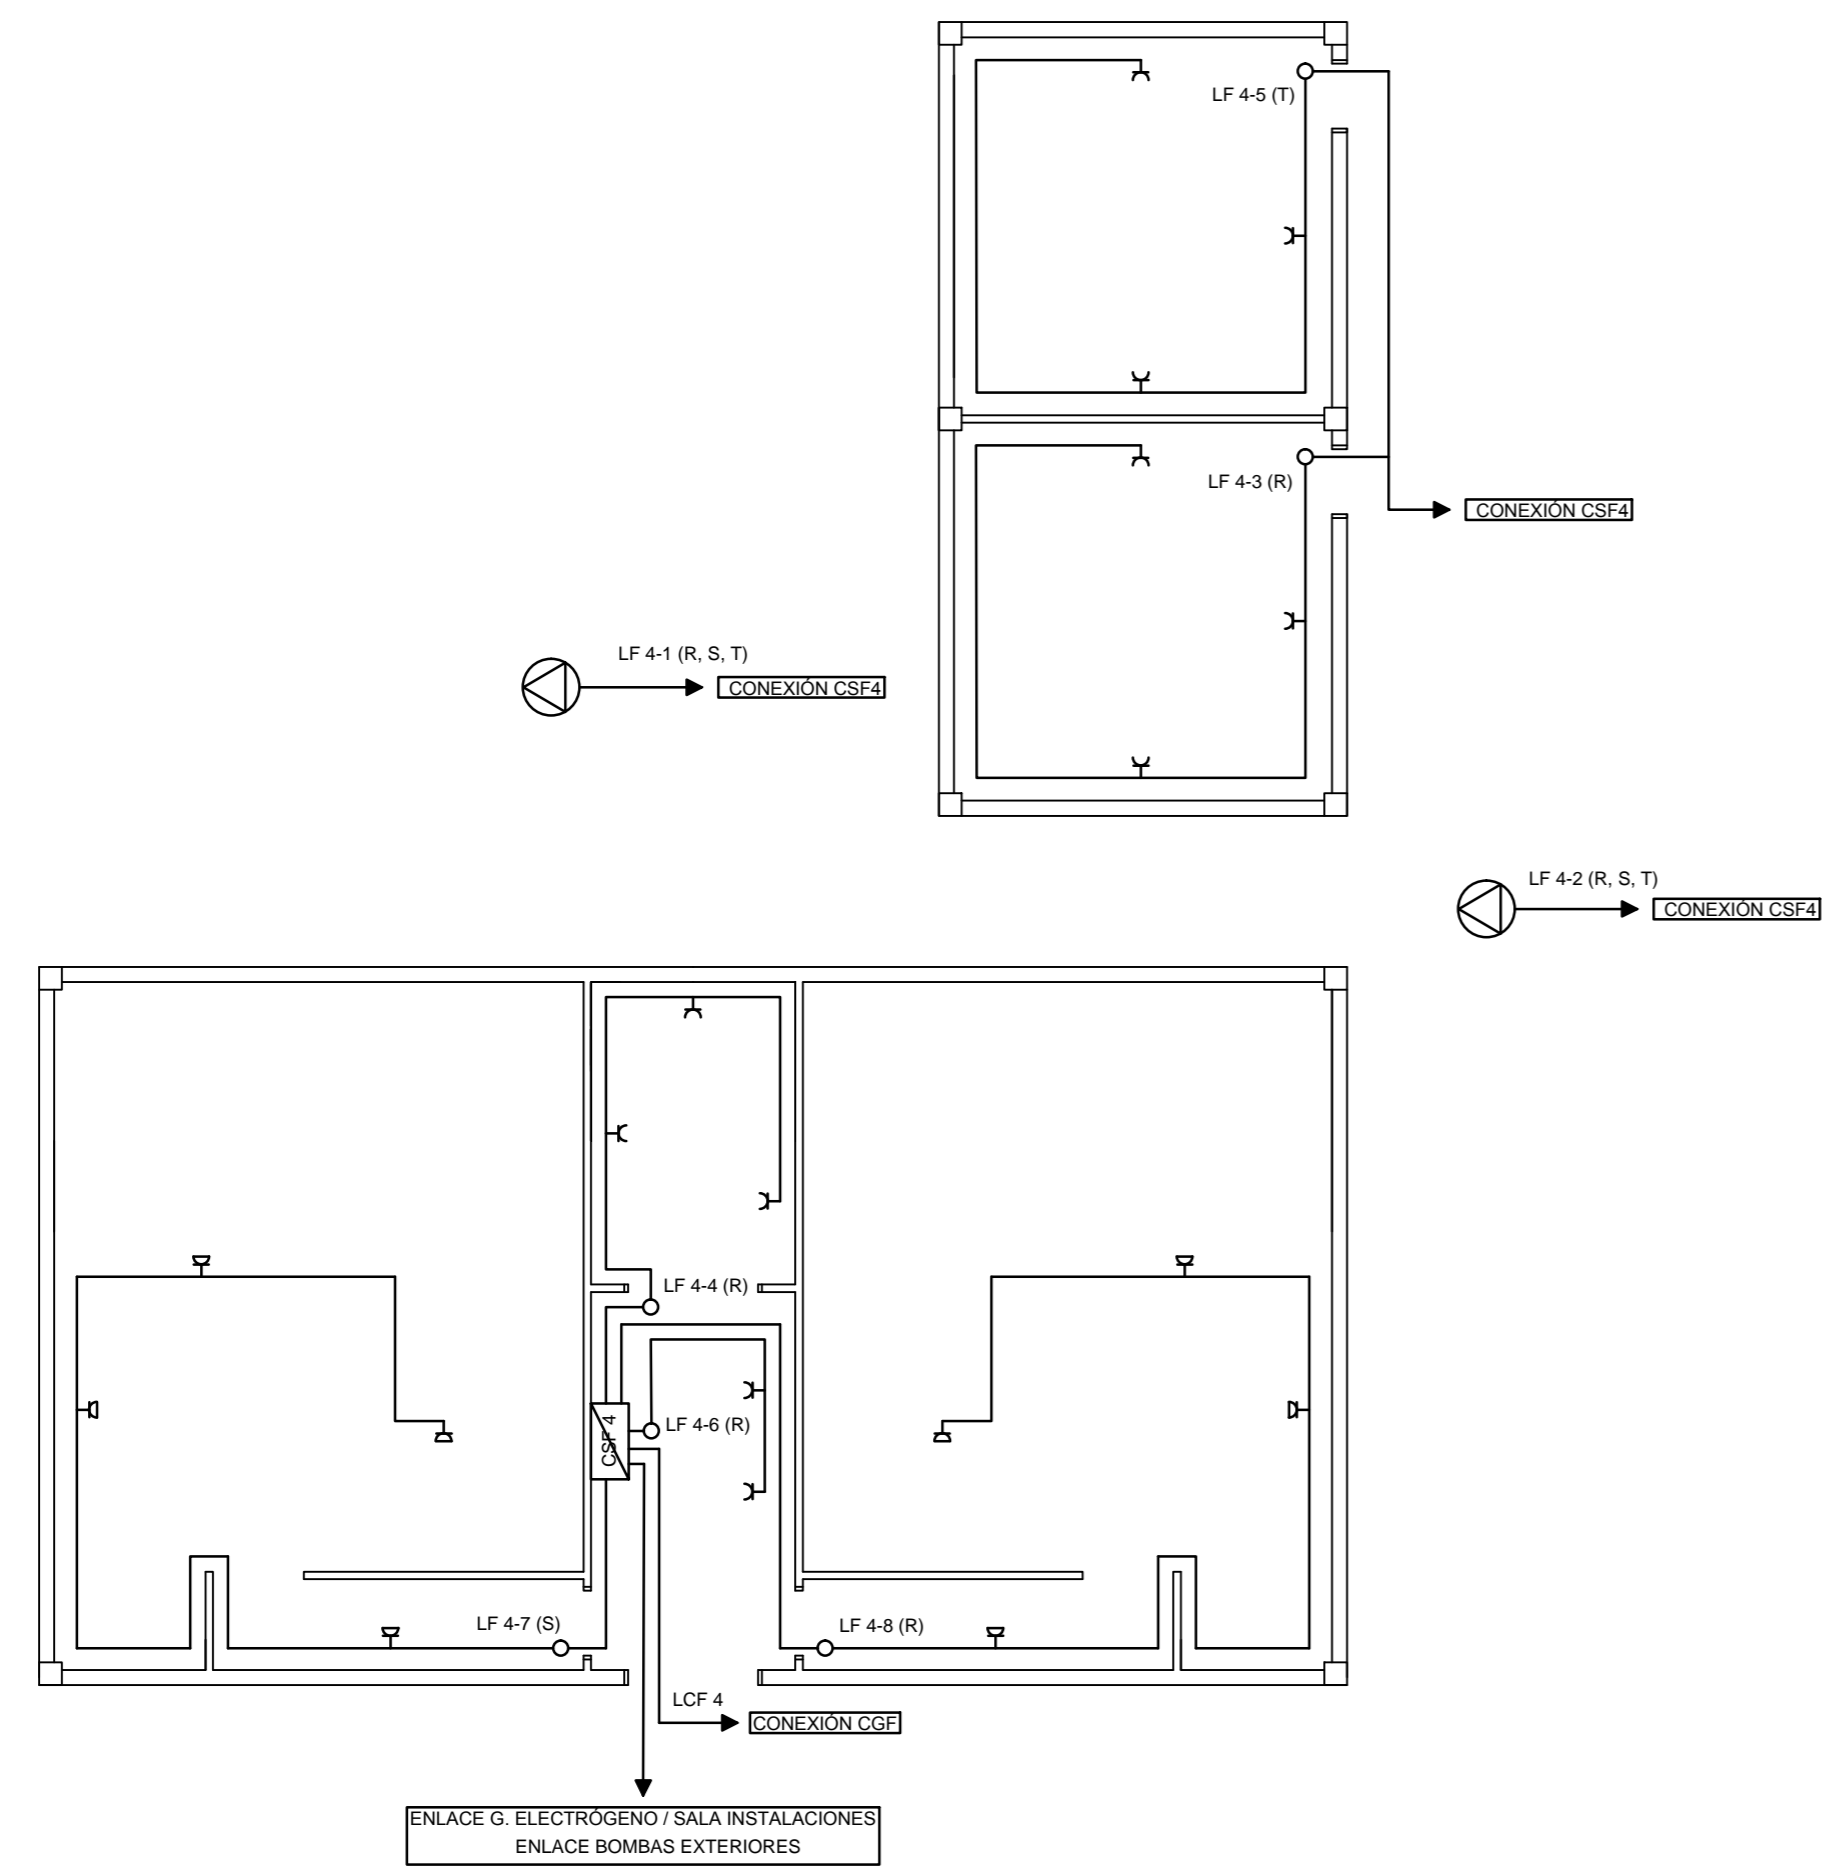 LF 4-5 (T)
LF 4-3 (R)
CONEXIÓN CSF4
LF 4-1 (R, S, T)
CONEXIÓN CSF4
LF 4-2 (R, S, T)
CONEXIÓN CSF4
LF 4-4 (R)
CSF 4
LF 4-6 (R)
LF 4-7 (S)
LF 4-8 (R)
LCF 4
CONEXIÓN CGF
ENLACE G. ELECTRÓGENO / SALA INSTALACIONES
ENLACE BOMBAS EXTERIORES